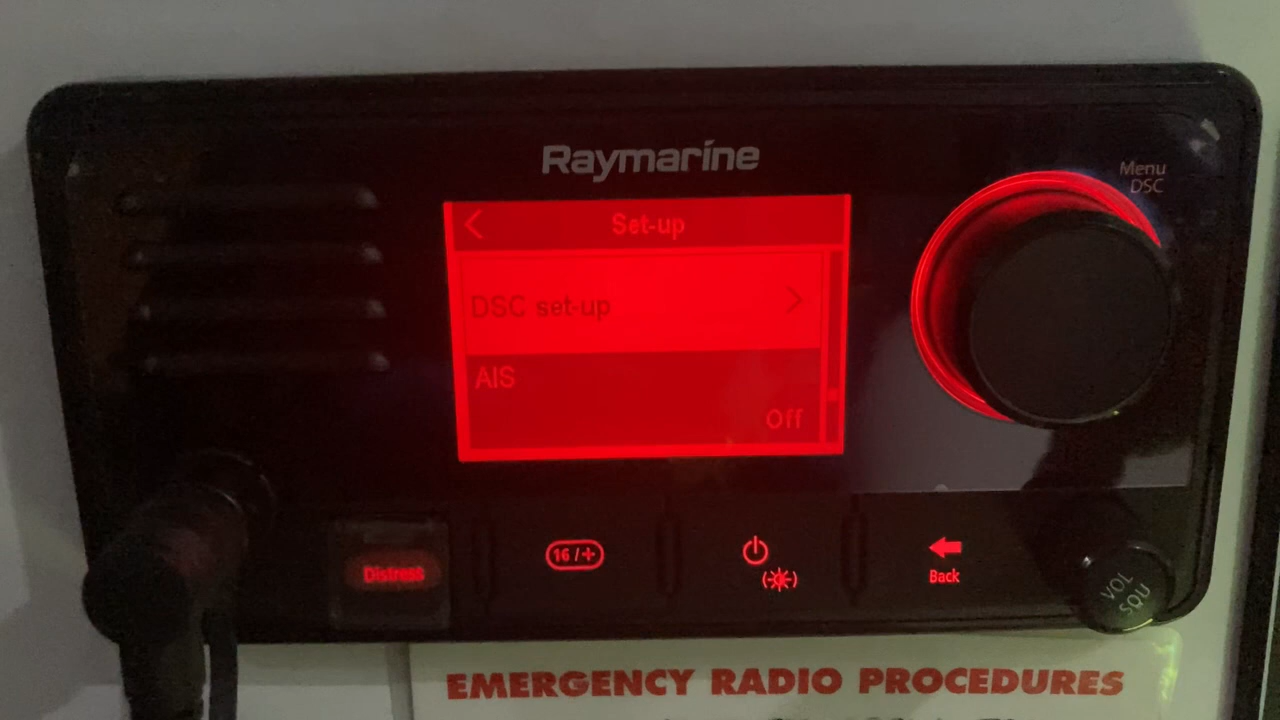 Raymarine
Menu
DSC
Set-up
DSC set-up
AIS
Off
Distress
16/+
Back
VOL
SQU
EMERGENCY RADIO PROCEDURES